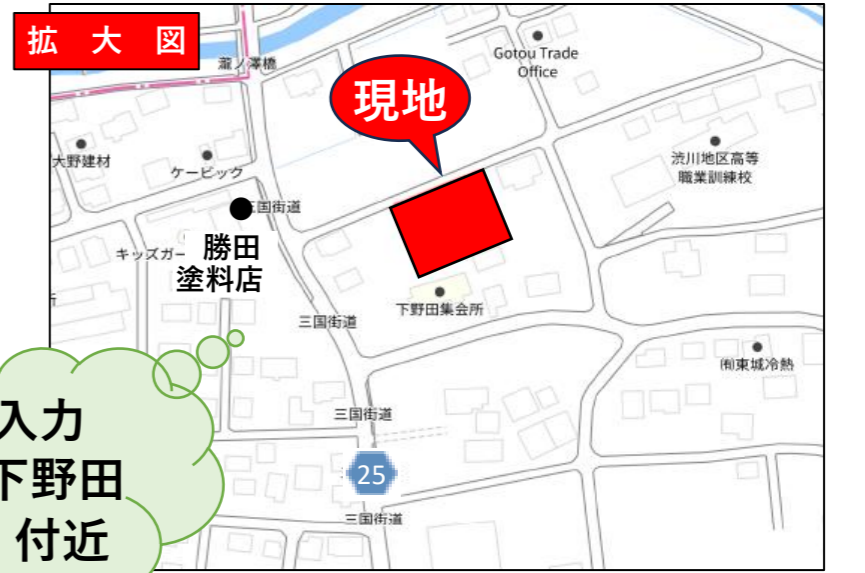 拡 大 図
瀧ノ澤橋
Gotou Trade
Office
現地
大野建材
ケービック
渋川地区高等
職業訓練校
三国街道
キッズガー
勝田
塗料店
下野田集会所
三国街道
㈲東城冷熱
所
入力
下野田
付近
三国街道
25
三国街道